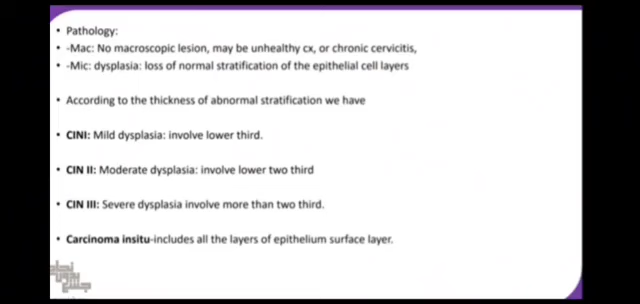 • Pathology:
• -Mac: No macroscopic lesion, may be unhealthy cx, or chronic cervicitis,
• -Mic: dysplasia: loss of normal stratification of the epithelial cell layers
• According to the thickness of abnormal stratification we have
• CINI: Mild dysplasia: involve lower third.
• CIN II: Moderate dysplasia: involve lower two third
• CIN III: Severe dysplasia involve more than two third.
• Carcinoma insitu-includes all the layers of epithelium surface layer.